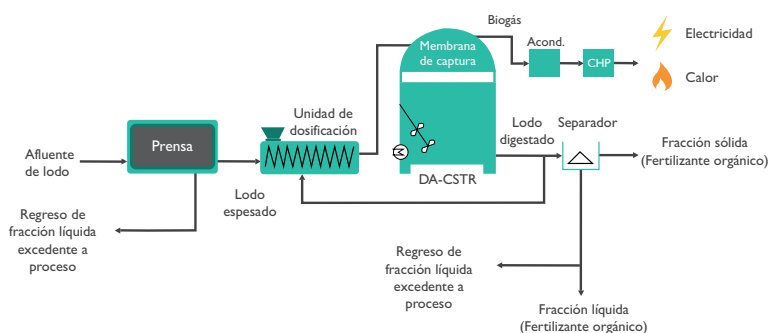 Biogás
Electricidad
Membrana
de captura
Acond.
CHP
Calor
Unidad de
dosificación
Lodo
digestado
Separador
Prensa
Afluente
de lodo
Fracción sólida
(Fertilizante orgánico)
M
DA-CSTR
Lodo
espesado
Regreso de
fracción líquida
excedente a
proceso
Regreso de
fracción líquida
excedente a
proceso
Fracción líquida
(Fertilizante orgánico)